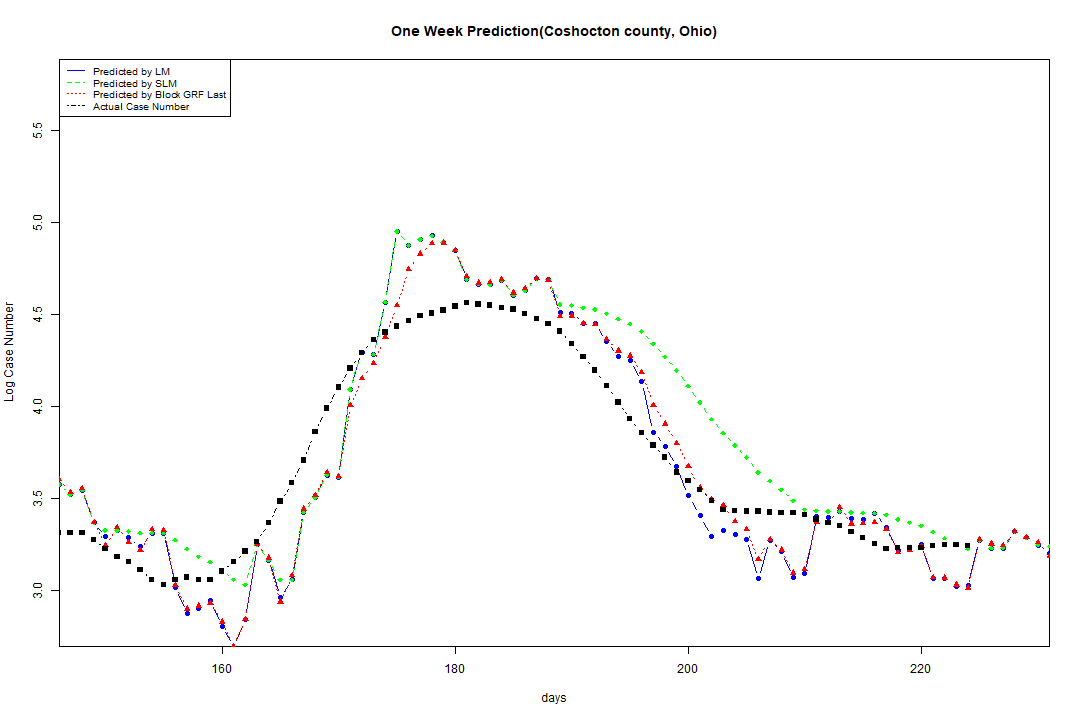 One Week Prediction(Coshocton county, Ohio)
Predicted by LM
Predicted by SLM
Predicted by Block GRF Last
Actual Case Number
5.5
5.0
4.5
4.0
3.5
3.0
Log Case Number
160 180 200 220
days